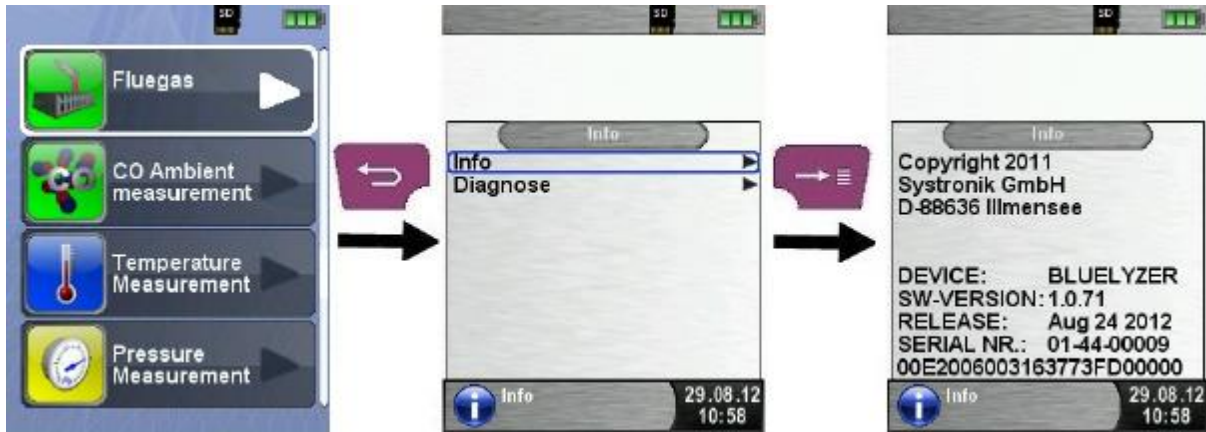 SD
Fluegas
CO
CO Ambient
measurement
Temperature
Measurement
Pressure
Measurement
SD
Info
Info
Diagnose
Info
29.08.12
10:58
SD
Info
Copyright 2011
Systronik GmbH
D-88636 Illmensee
DEVICE: BLUELYZER
SW-VERSION: 1.0.71
RELEASE: Aug 24 2012
SERIAL NR.: 01-44-00009
00E2006003163773FD00000
Info
29.08.12
10:58